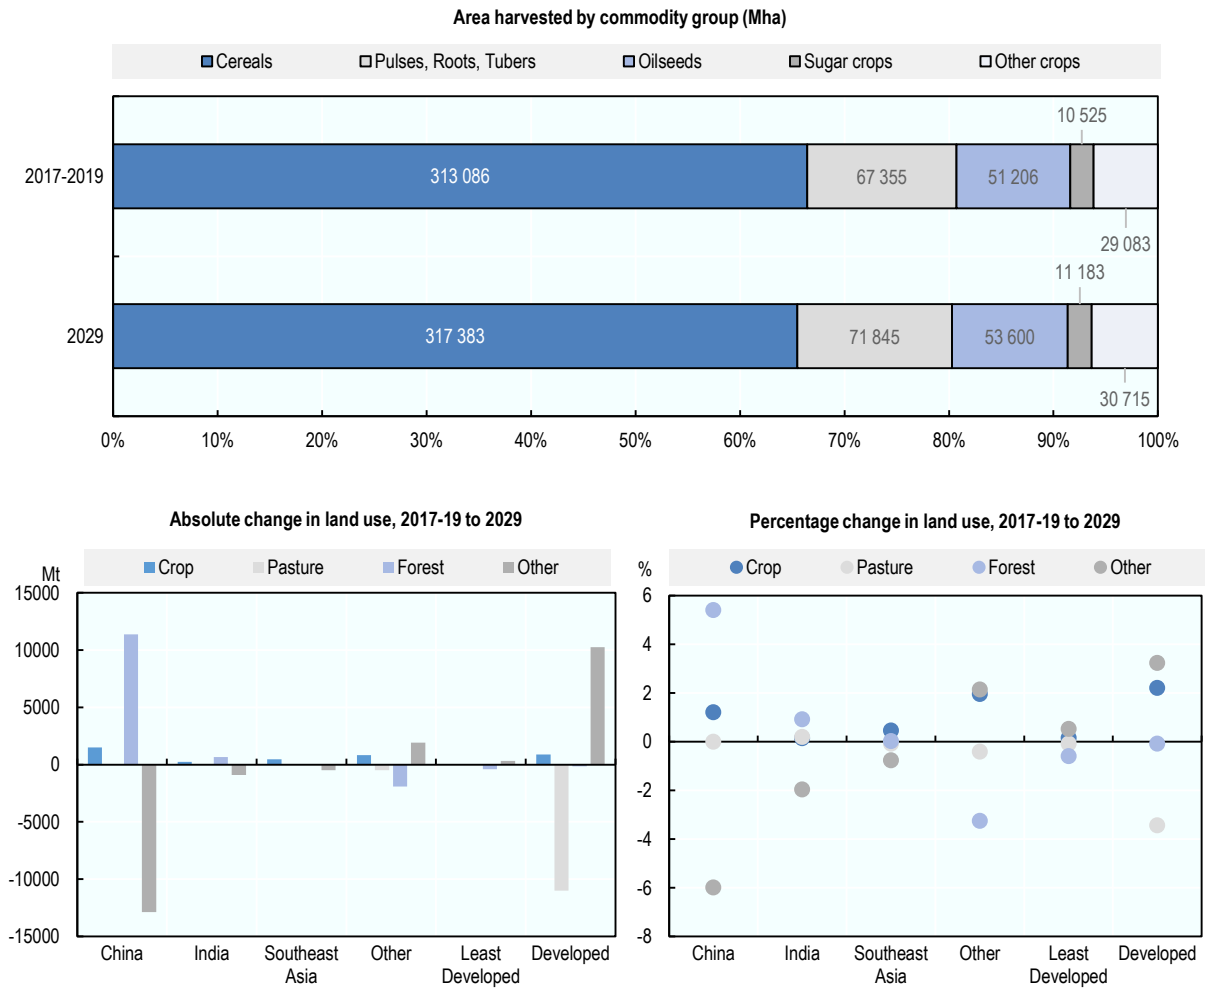 Area harvested by commodity group (Mha)
Cereals Pulses, Roots, Tubers Oilseeds Sugar crops Other crops
10 525
2017-2019 313 086 67 355 51 206
29 083
11 183
2029 317 383 71 845 53 600
30 715
0% 10% 20% 30% 40% 50% 60% 70% 80% 90% 100%
Absolute change in land use, 2017-19 to 2029
Mt
Crop Pasture Forest Other
15000
10000
5000
0
-5000
-10000
-15000
China India Southeast Asia Other Least Developed Developed
Percentage change in land use, 2017-19 to 2029
%
Crop Pasture Forest Other
6
4
2
0
-2
-4
-6
-8
China India Southeast Asia Other Least Developed Developed